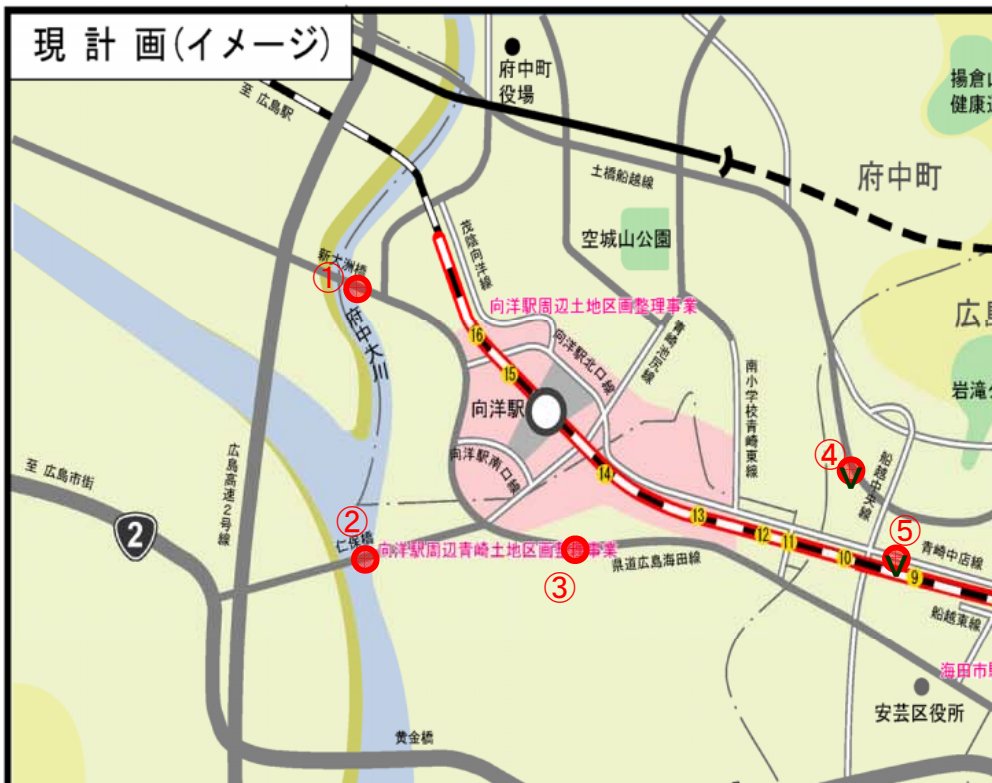 現計画(イメージ)
府中町
役場
至 広島駅
揚倉山
健康
土橋船越線
府中町
空城山公園
茂陰向洋線
新大洲橋
①
府中大川
向洋駅周辺土地区画整理事業
広島
16
向洋駅北口線
青崎池尻線
15
南小学校青崎東線
岩滝
向洋駅
広島高速2号線
向洋駅南口線
14
④
V
船越中央線
至 広島市街
2
②
仁保橋
13
12
11
⑤
向洋駅周辺青崎土地区画整理事業
県道広島海田線
10
V
9
青崎中店線
③
船越東線
海田市駅
安芸区役所
黄金橋